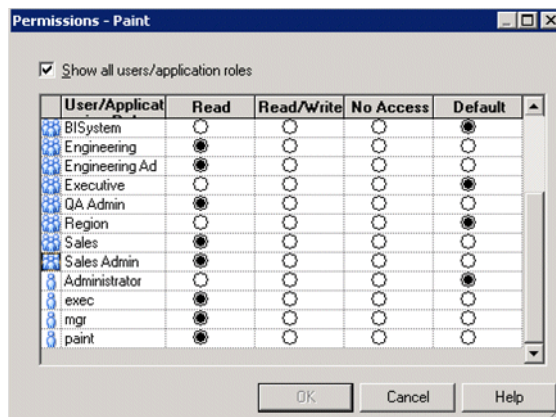 Permissions - Paint
Show all users/application roles
User/Applicat Read Read/Write No Access Default
BISystem
Engineering
Engineering Ad
Executive
QA Admin
Region
Sales
Sales Admin
Administrator
exec
mgr
paint
OK Cancel Help